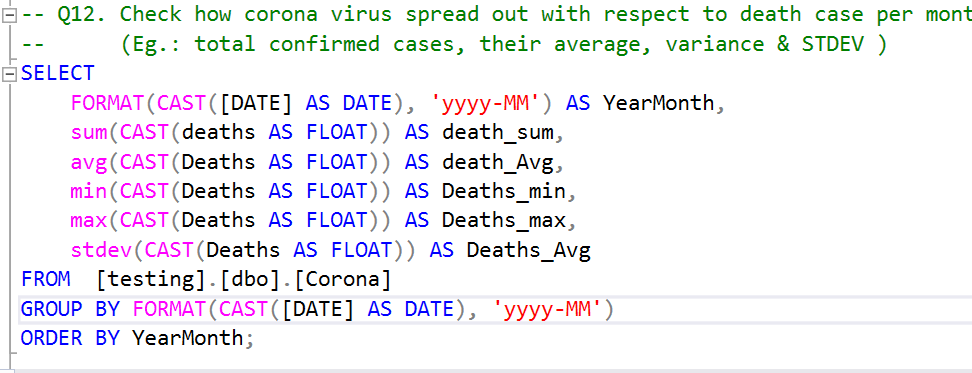 -- Q12. Check how corona virus spread out with respect to death case per mont
--      (Eg.: total confirmed cases, their average, variance & STDEV )
SELECT
    FORMAT(CAST([DATE] AS DATE), 'yyyy-MM') AS YearMonth,
    sum(CAST(deaths AS FLOAT)) AS death_sum,
    avg(CAST(Deaths AS FLOAT)) AS death_Avg,
    min(CAST(Deaths AS FLOAT)) AS Deaths_min,
    max(CAST(Deaths AS FLOAT)) AS Deaths_max,
    stdev(CAST(Deaths AS FLOAT)) AS Deaths_Avg
FROM  [testing].[dbo].[Corona]
GROUP BY FORMAT(CAST([DATE] AS DATE), 'yyyy-MM')
ORDER BY YearMonth;